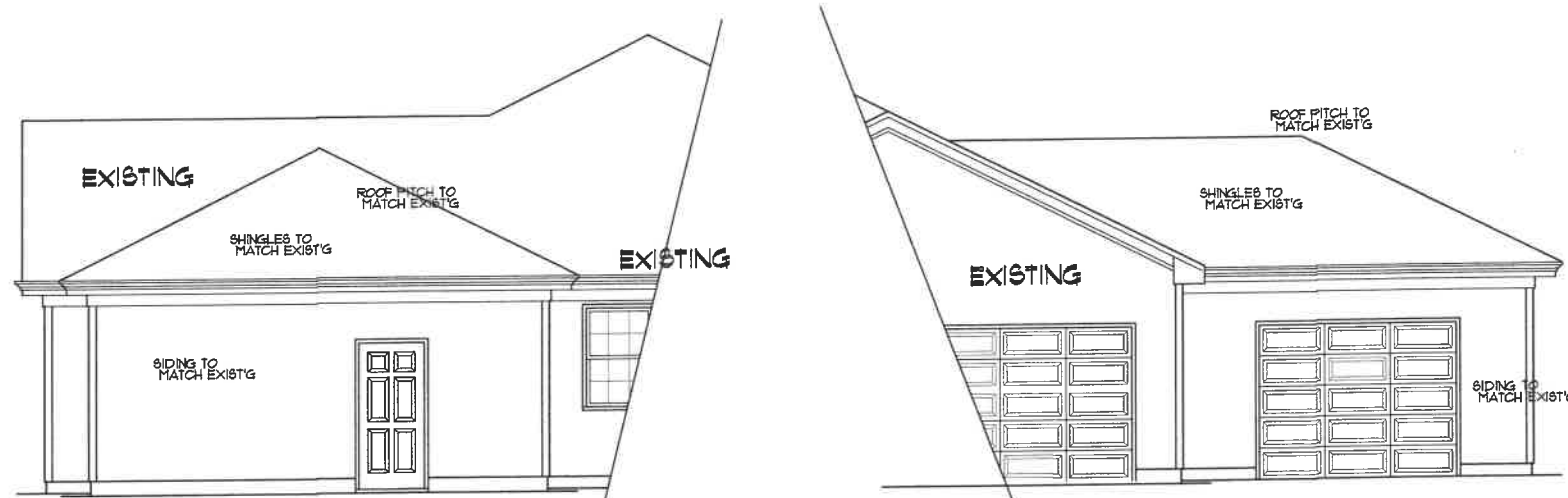 EXISTING
ROOF PITCH TO
MATCH EXIST'G
SHINGLES TO
MATCH EXIST'G
EXISTING
SIDING TO
MATCH EXIST'G
ROOF PITCH TO
MATCH EXIST'G
SHINGLES TO
MATCH EXIST'G
EXISTING
SIDING TO
MATCH EXIST'G